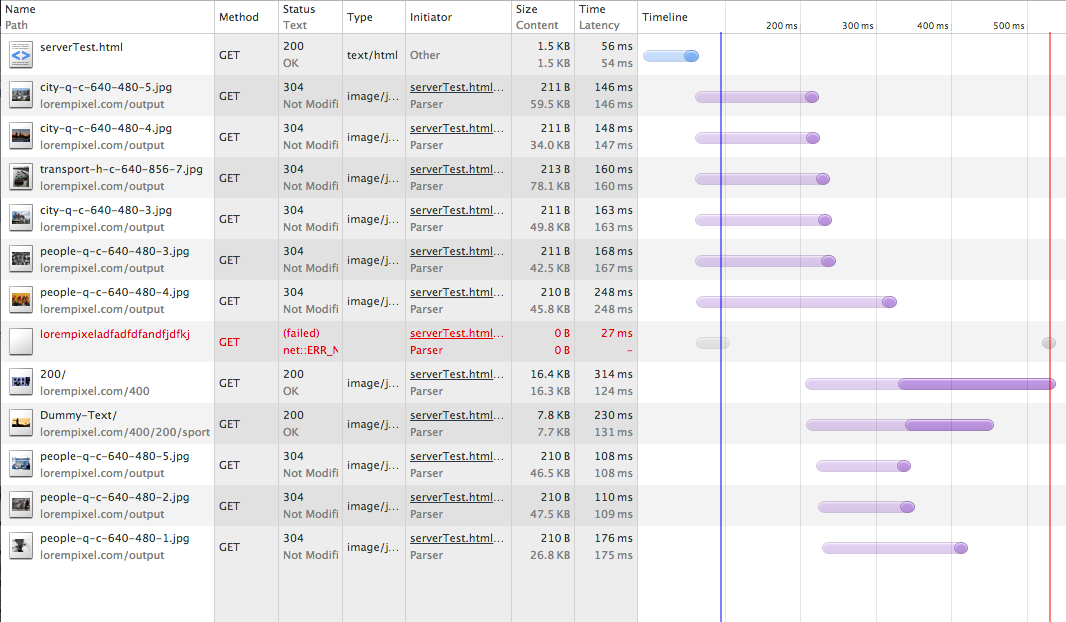 Name Method Status Type Initiator Size Time Timeline
Path Text Content Latency 200 ms 300 ms 400 ms 500 ms
serverTest.html GET 200 text/html Other 1.5 KB 56 ms
OK 1.5 KB 54 ms
city-q-c-640-480-5.jpg GET 304 image/j... serverTest.html... 211 B 146 ms
lorempixel.com/output Not Modifi Parser 59.5 KB 146 ms
city-q-c-640-480-4.jpg GET 304 image/j... serverTest.html... 211 B 148 ms
lorempixel.com/output Not Modifi Parser 34.0 KB 147 ms
transport-h-c-640-856-7.jpg GET 304 image/j... serverTest.html... 213 B 160 ms
lorempixel.com/output Not Modifi Parser 78.1 KB 160 ms
city-q-c-640-480-3.jpg GET 304 image/j... serverTest.html... 211 B 163 ms
lorempixel.com/output Not Modifi Parser 49.8 KB 163 ms
people-q-c-640-480-3.jpg GET 304 image/j... serverTest.html... 211 B 168 ms
lorempixel.com/output Not Modifi Parser 42.5 KB 167 ms
people-q-c-640-480-4.jpg GET 304 image/j... serverTest.html... 210 B 248 ms
lorempixel.com/output Not Modifi Parser 45.8 KB 248 ms
lorempixeladfadfdfandfjdfkj GET (failed) serverTest.html... 0 B 27 ms
net::ERR_N Parser 0 B –
200/ GET 200 image/j... serverTest.html... 16.4 KB 314 ms
lorempixel.com/400 OK Parser 16.3 KB 124 ms
Dummy-Text/ GET 200 image/j... serverTest.html... 7.8 KB 230 ms
lorempixel.com/400/200/sport OK Parser 7.7 KB 131 ms
people-q-c-640-480-5.jpg GET 304 image/j... serverTest.html... 210 B 108 ms
lorempixel.com/output Not Modifi Parser 46.5 KB 108 ms
people-q-c-640-480-2.jpg GET 304 image/j... serverTest.html... 210 B 110 ms
lorempixel.com/output Not Modifi Parser 47.5 KB 109 ms
people-q-c-640-480-1.jpg GET 304 image/j... serverTest.html... 210 B 176 ms
lorempixel.com/output Not Modifi Parser 26.8 KB 175 ms